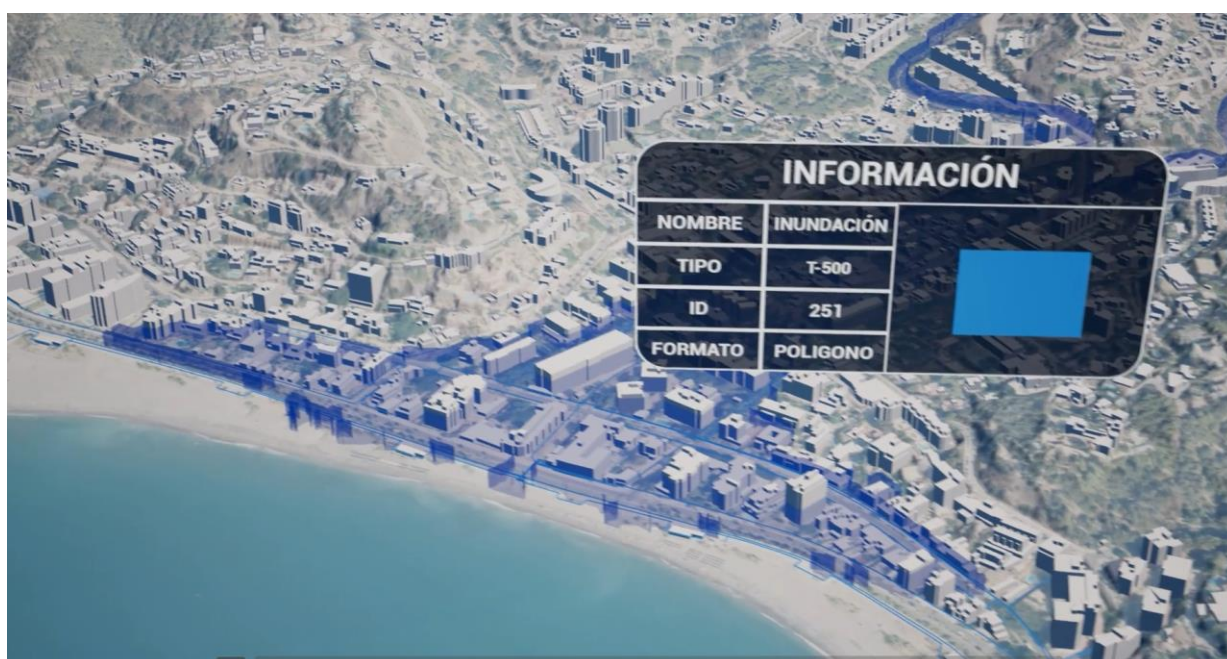 INFORMACIÓN
NOMBRE INUNDACIÓN
TIPO T-500
ID 251
FORMATO POLIGONO